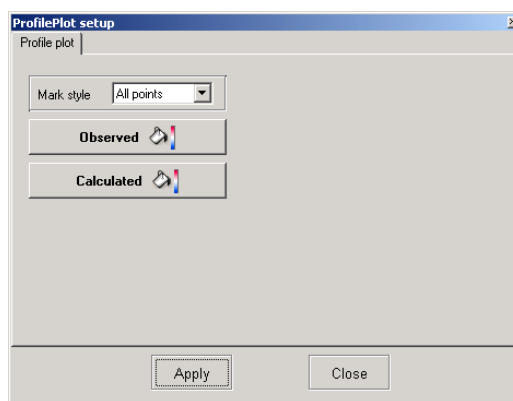 ProfilePlot setup
Profile plot
Mark style All points
Observed
Calculated
Apply Close